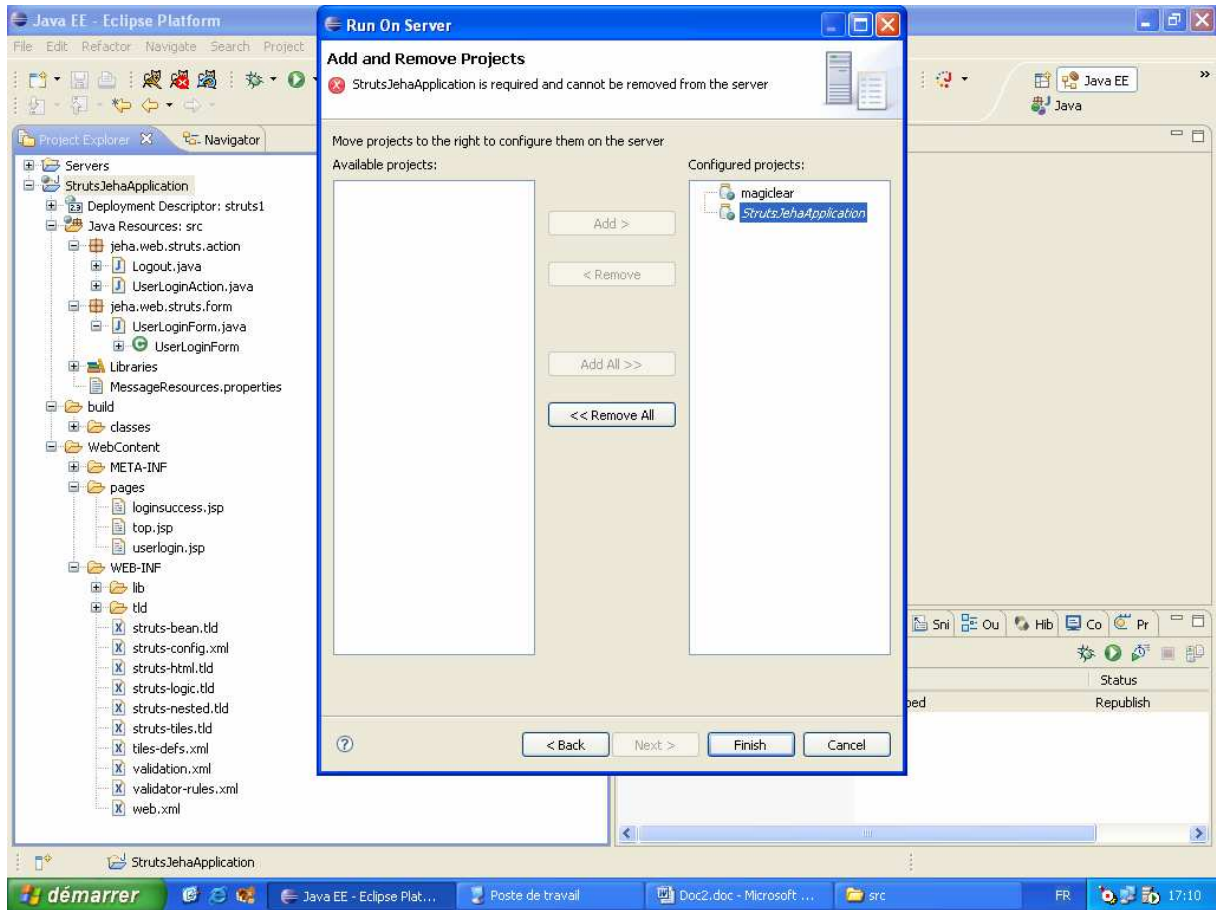 Java EE - Eclipse Platform
File Edit Refactor Navigate Search Project
Java EE
Java
Project Explorer
Navigator
Servers
StrutsJehaApplication
Deployment Descriptor: struts1
Java Resources: src
jeha.web.struts.action
Logout.java
UserLoginAction.java
jeha.web.struts.form
UserLoginForm.java
UserLoginForm
Libraries
MessageResources.properties
build
classes
WebContent
META-INF
pages
loginsuccess.jsp
top.jsp
userlogin.jsp
WEB-INF
lib
tld
struts-bean.tld
struts-config.xml
struts-html.tld
struts-logic.tld
struts-nested.tld
struts-tiles.tld
tiles-defs.xml
validation.xml
validator-rules.xml
web.xml
Run On Server
Add and Remove Projects
StrutsJehaApplication is required and cannot be removed from the server
Move projects to the right to configure them on the server
Available projects:
Configured projects:
magiclear
StrutsJehaApplication
Add >
< Remove
Add All >>
<< Remove All
< Back
Next >
Finish
Cancel
Sni
Ou
Hib
Co
Pr
Status
ped
Republish
StrutsJehaApplication
démarrer
Java EE - Eclipse Plat...
Poste de travail
Doc2.doc - Microsoft ...
src
FR
17:10